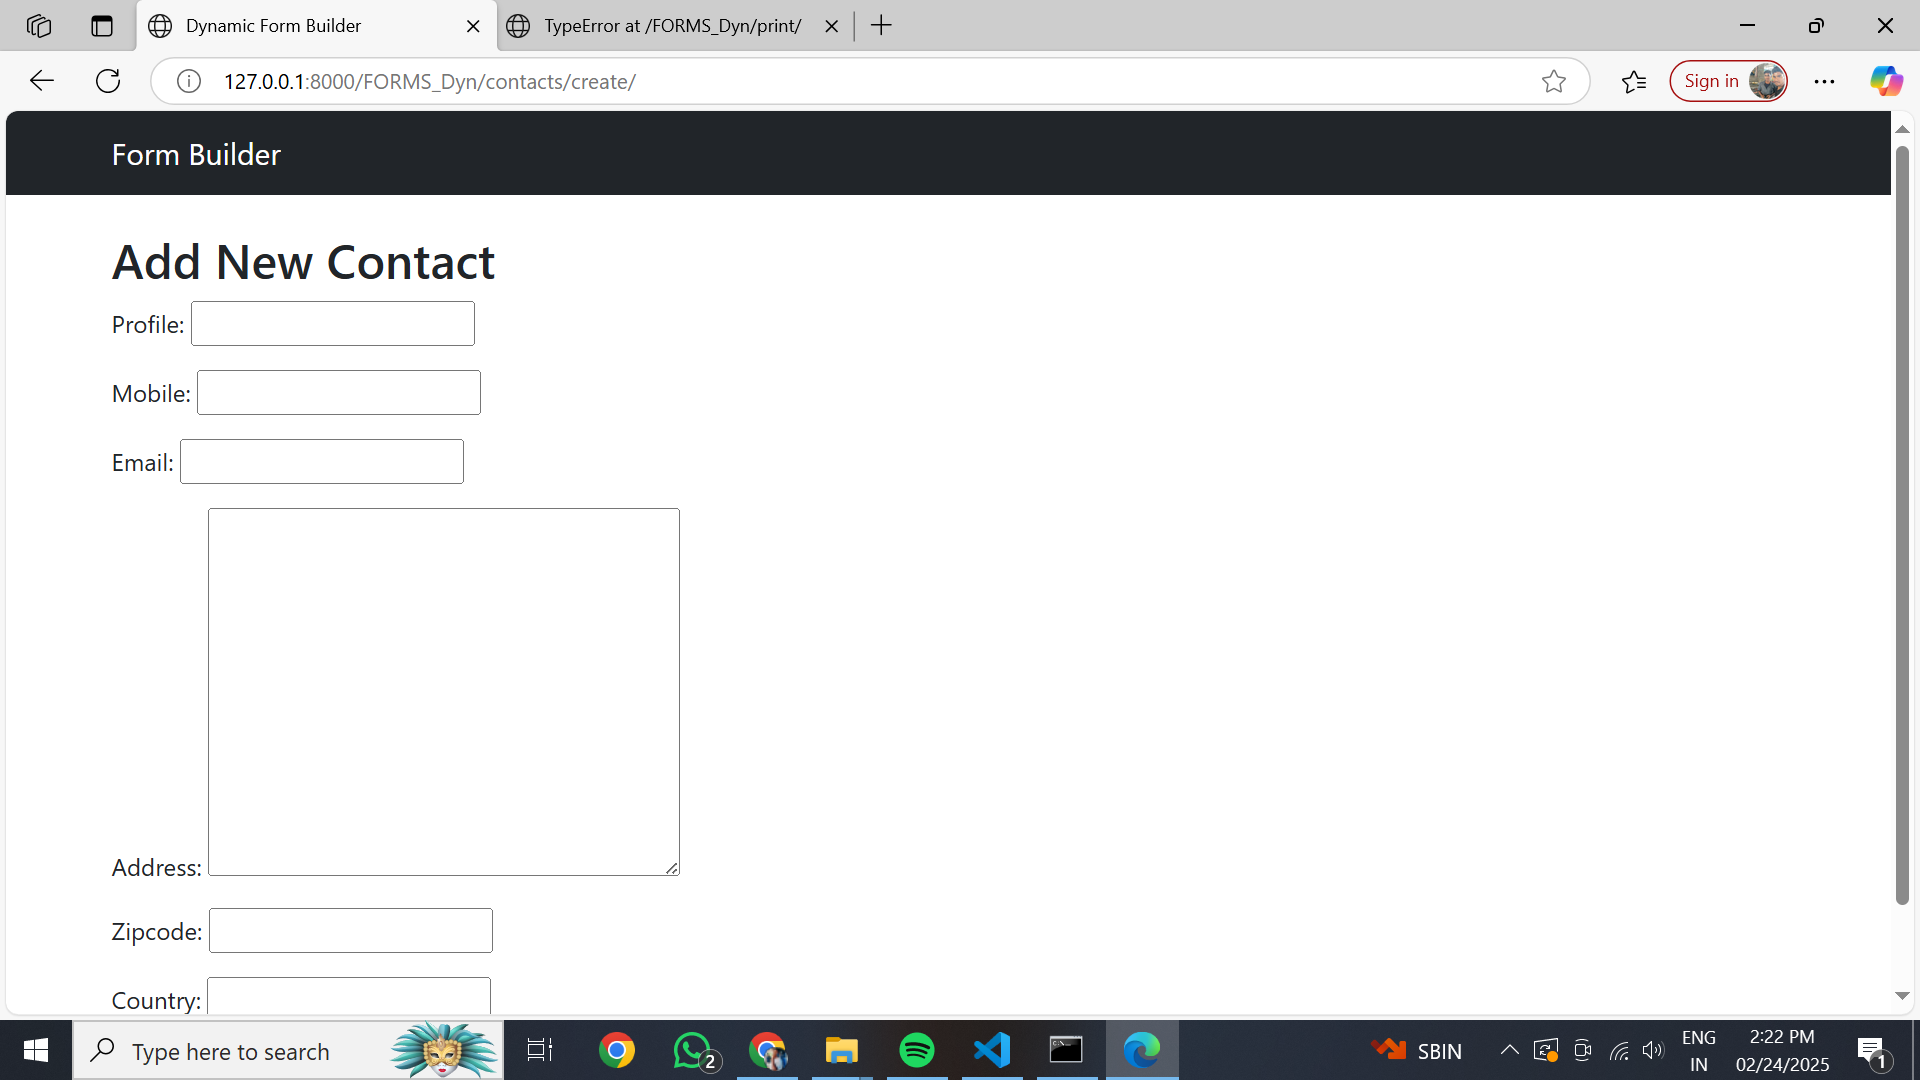 Dynamic Form Builder
TypeError at /FORMS_Dyn/print/
127.0.0.1:8000/FORMS_Dyn/contacts/create/
Sign in
Form Builder
Add New Contact
Profile:
Mobile:
Email:
Address:
Zipcode:
Country:
Type here to search
2
SBIN
ENG
IN
2:22 PM
02/24/2025
1